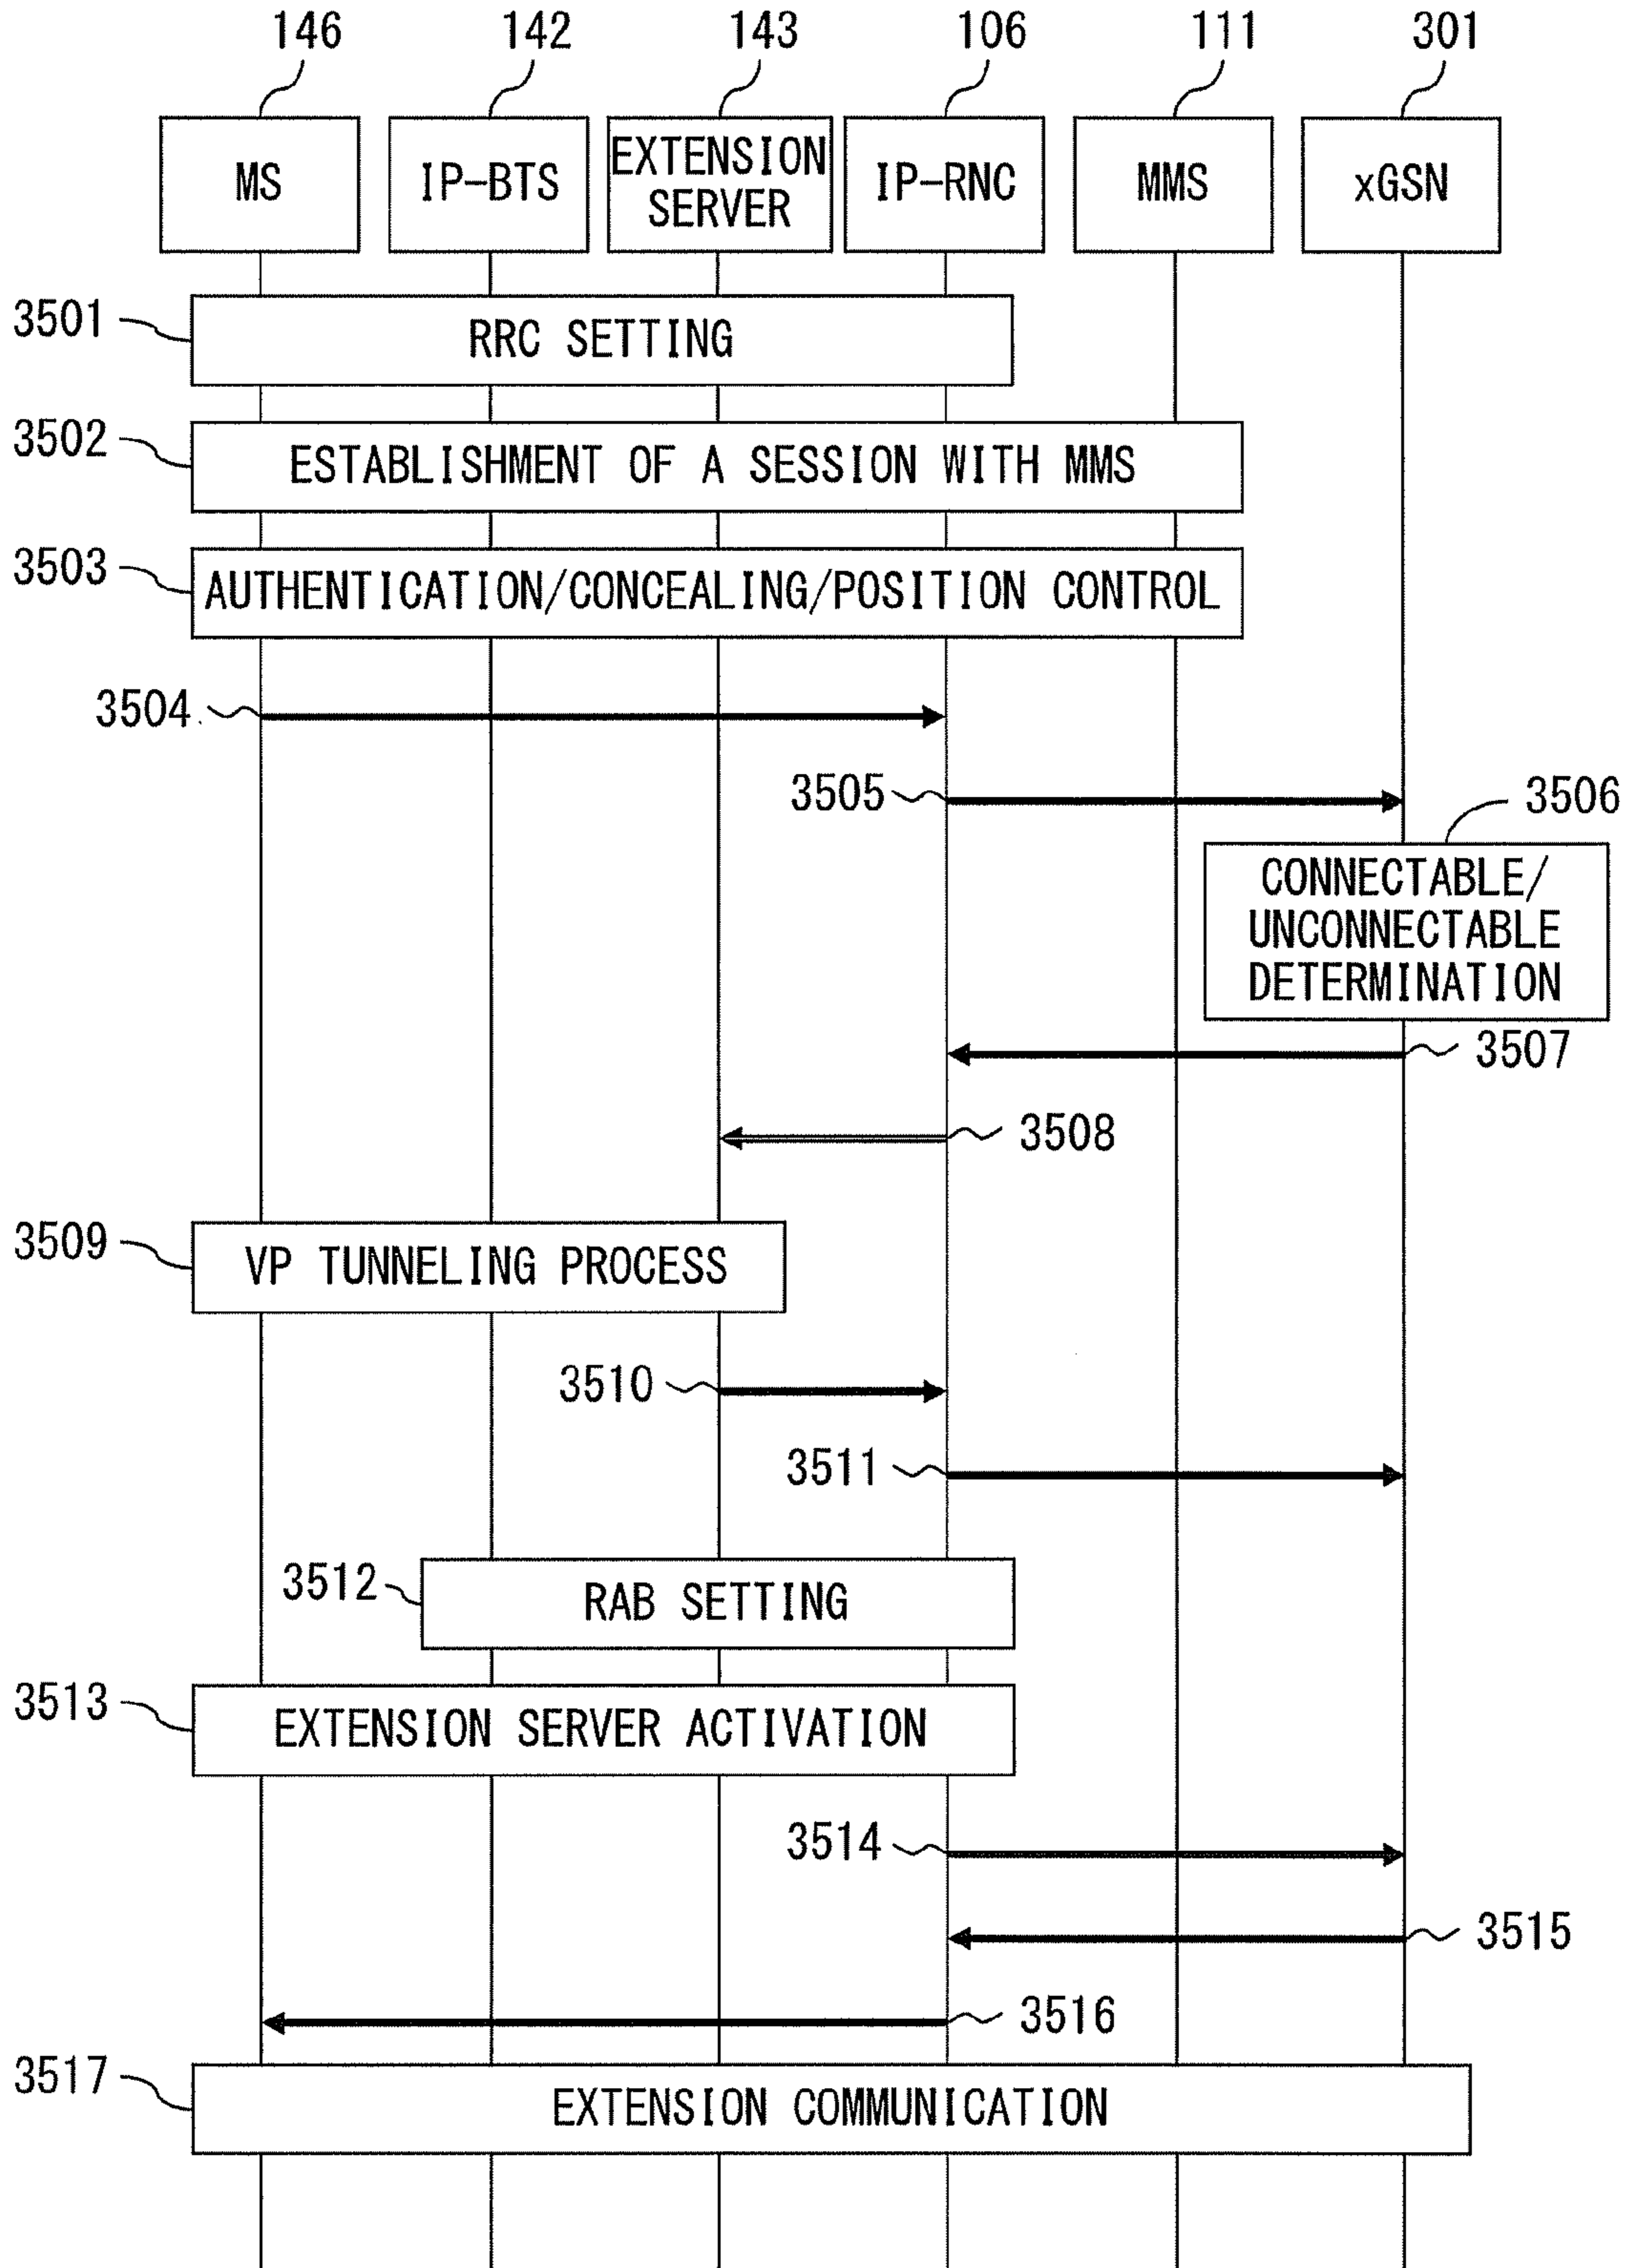 146 142 143 106 111 301
MS IP-BTS EXTENSION SERVER IP-RNC MMS xGSN
3501 RRC SETTING
3502 ESTABLISHMENT OF A SESSION WITH MMS
3503 AUTHENTICATION/CONCEALING/POSITION CONTROL
3504
3505
3506
CONNECTABLE/
UNCONNECTABLE
DETERMINATION
3507
3508
3509 VP TUNNELING PROCESS
3510
3511
3512 RAB SETTING
3513 EXTENSION SERVER ACTIVATION
3514
3515
3516
3517 EXTENSION COMMUNICATION